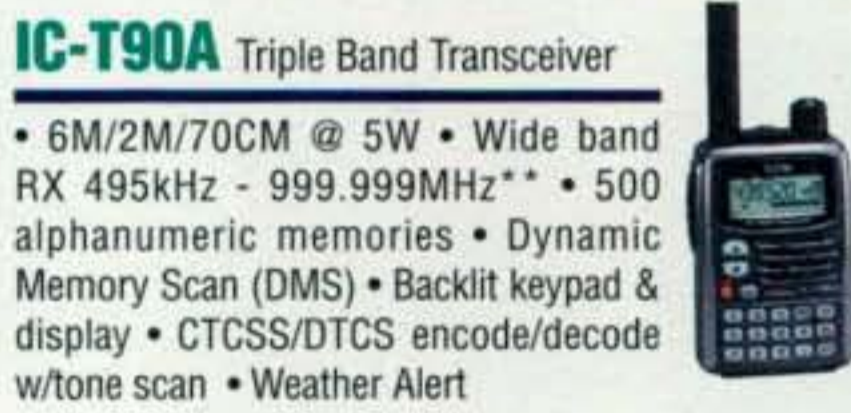 IC-T90A Triple Band Transceiver
• 6M/2M/70CM @ 5W • Wide band
RX 495kHz - 999.999MHz** • 500
alphanumeric memories • Dynamic
Memory Scan (DMS) • Backlit keypad &
display • CTCSS/DTCS encode/decode
w/tone scan • Weather Alert